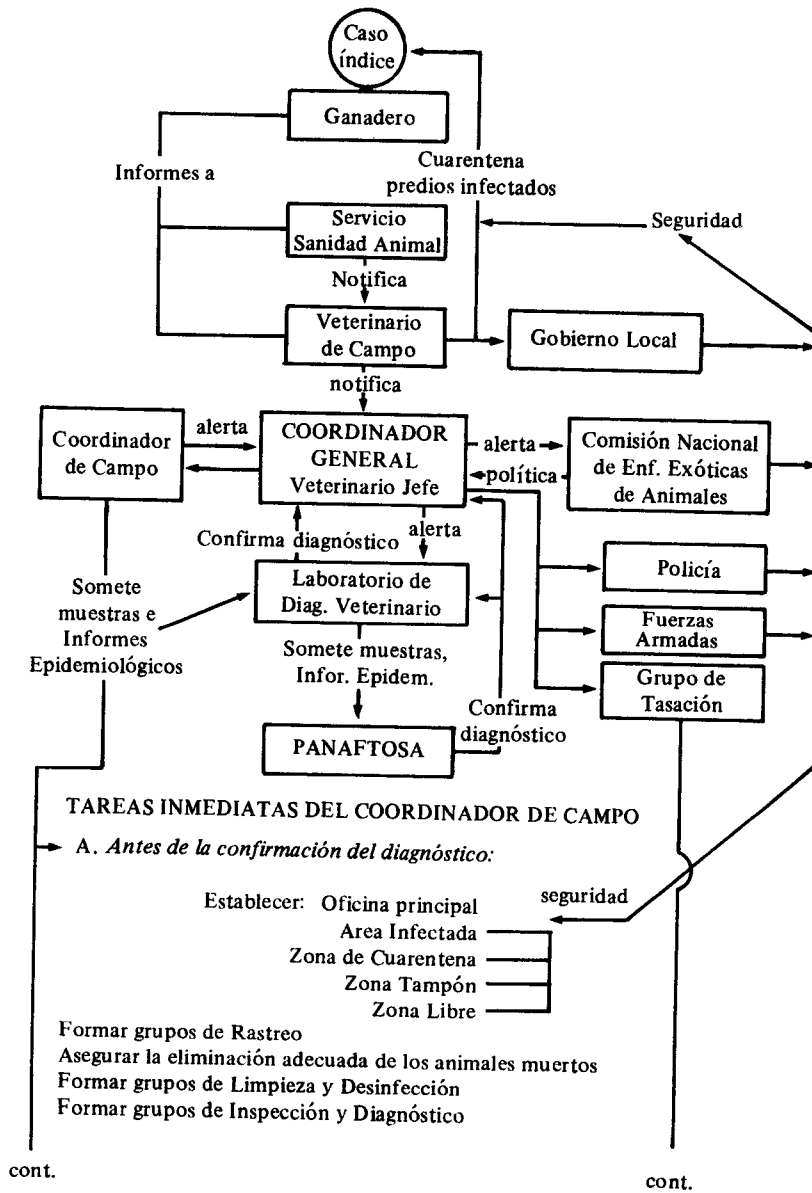 Caso
índice
Ganadero
Informes a
Cuarentena
predios infectados
Servicio
Sanidad Animal
Seguridad
Notifica
Veterinario
de Campo
Gobierno Local
notifica
Coordinador
de Campo
alerta
COORDINADOR
GENERAL
Veterinario Jefe
alerta
política
Comisión Nacional
de Enf. Exóticas
de Animales
Confirma diagnóstico
alerta
Laboratorio de
Diag. Veterinario
Policía
Somete
muestras e
Informes
Epidemiológicos
Fuerzas
Armadas
Somete muestras,
Infor. Epidem.
Grupo de
Tasación
Confirma
diagnóstico
PANAFTOSA
TAREAS INMEDIATAS DEL COORDINADOR DE CAMPO
A. Antes de la confirmación del diagnóstico:
seguridad
Establecer: Oficina principal
Area Infectada
Zona de Cuarentena
Zona Tampón
Zona Libre
Formar grupos de Rastreo
Asegurar la eliminación adecuada de los animales muertos
Formar grupos de Limpieza y Desinfección
Formar grupos de Inspección y Diagnóstico
cont.
cont.